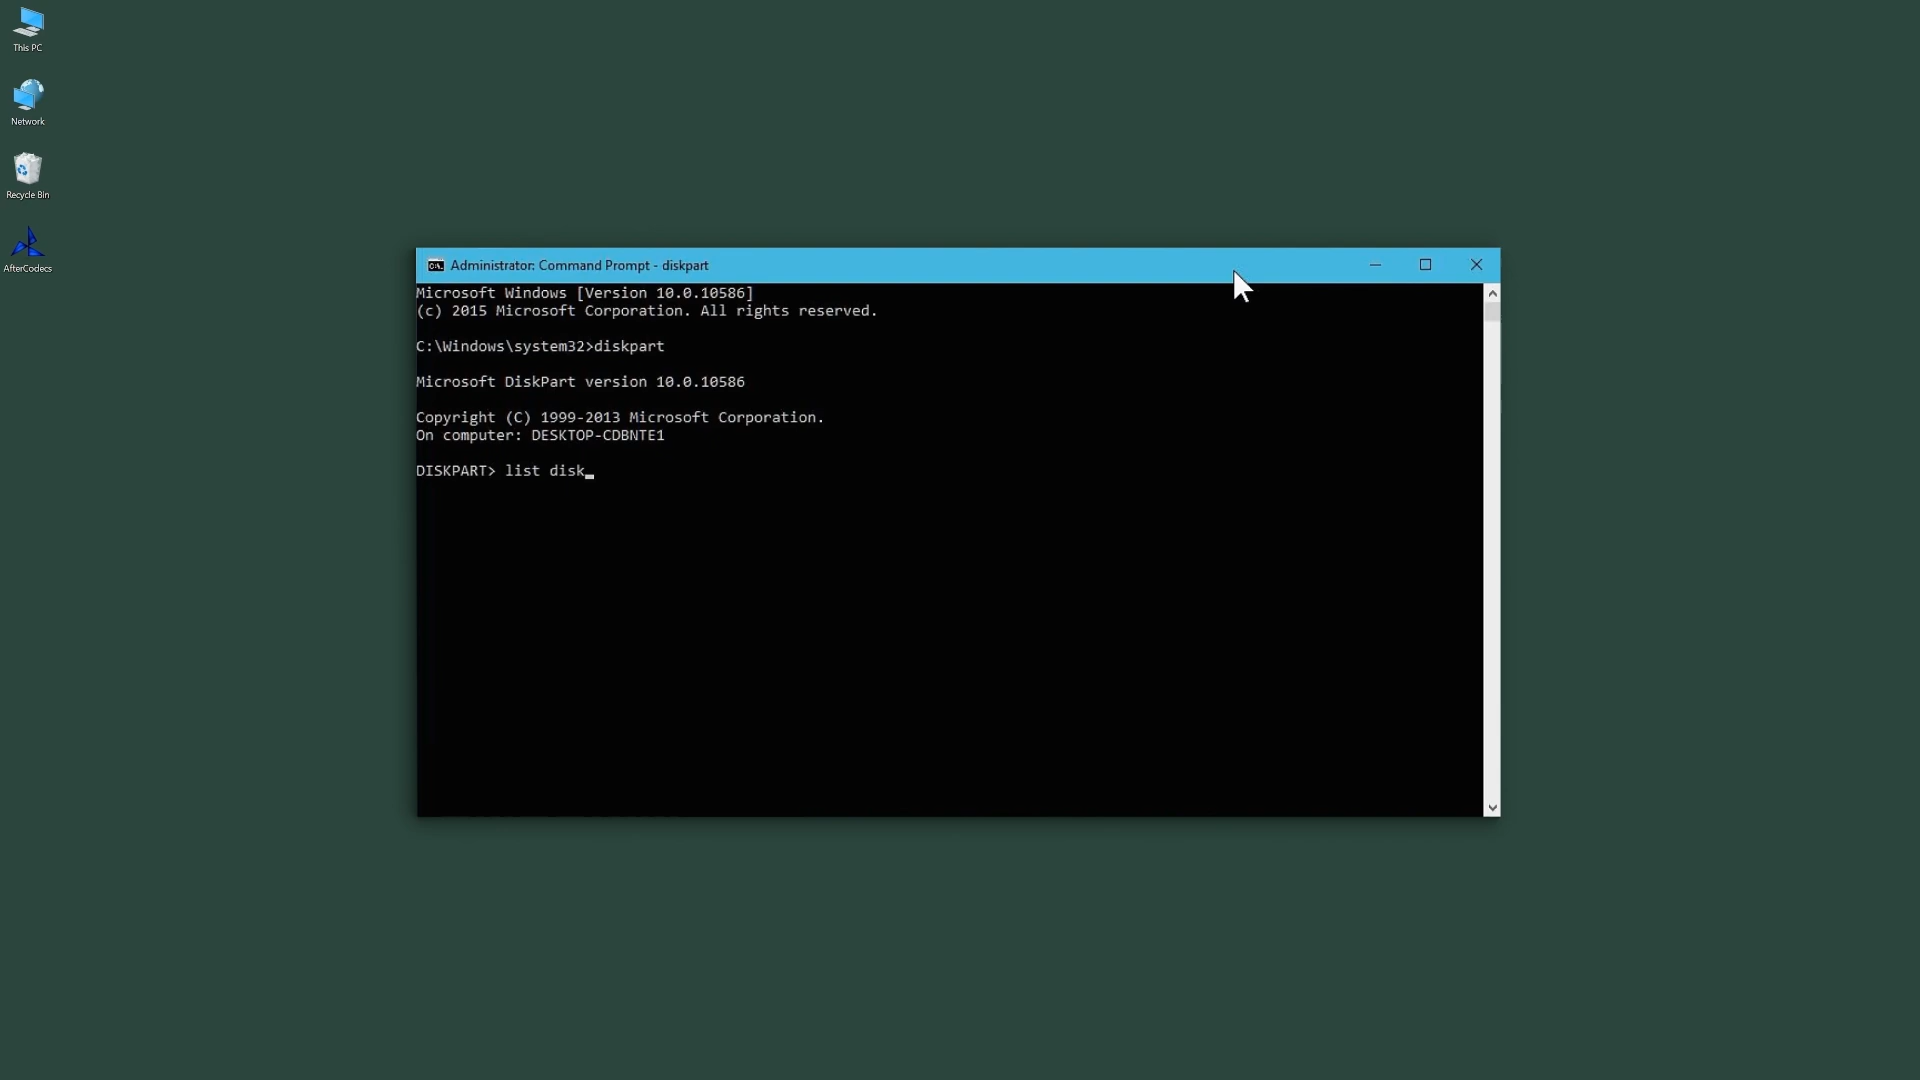 This PC
Network
Recycle Bin
AfterCodecs
Administrator: Command Prompt - diskpart
Microsoft Windows [Version 10.0.10586]
(c) 2015 Microsoft Corporation. All rights reserved.
C:\Windows\system32>diskpart
Microsoft DiskPart version 10.0.10586
Copyright (C) 1999-2013 Microsoft Corporation.
On computer: DESKTOP-CDBNTE1
DISKPART> list disk_